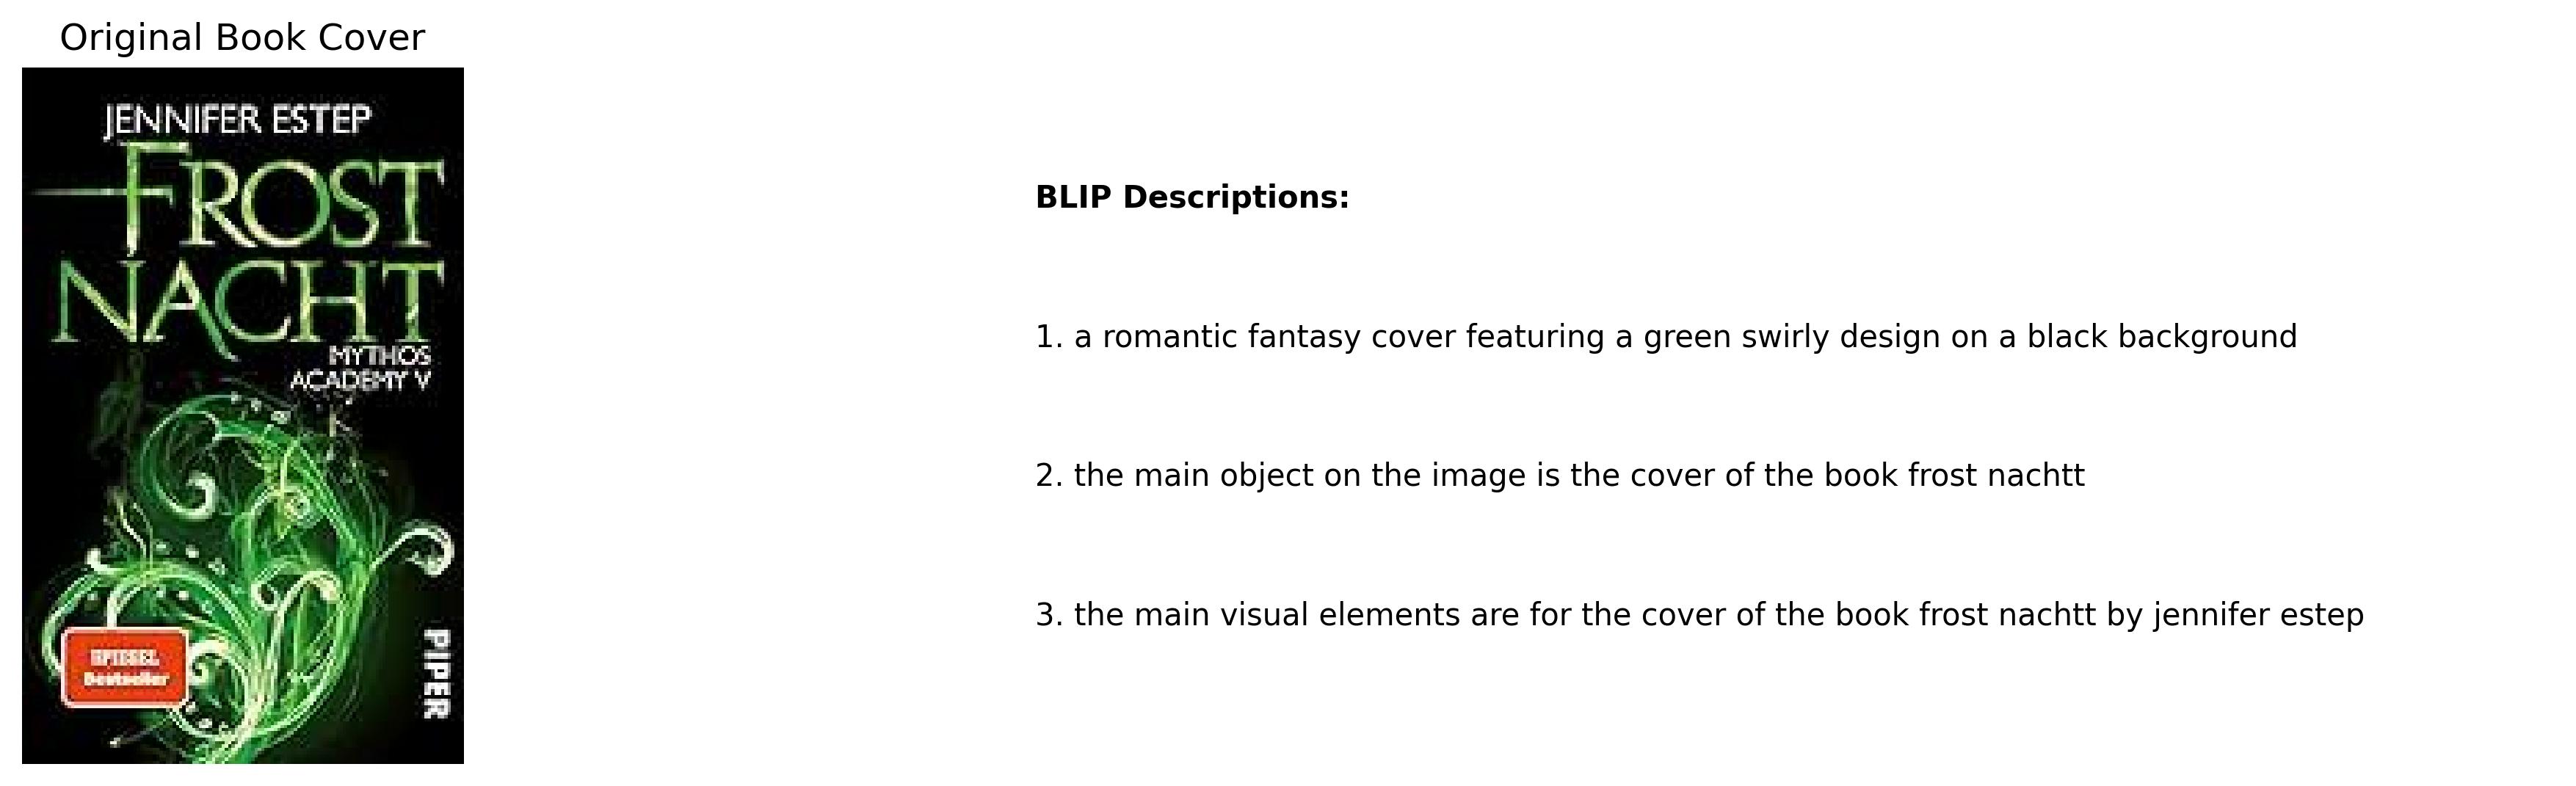 Original Book Cover
JENNIFER ESTEP
FROST
NACHT
MYTHOS
ACADEMY V
SPIEGEL
Bestseller
PIPER
BLIP Descriptions:
1. a romantic fantasy cover featuring a green swirly design on a black background
2. the main object on the image is the cover of the book frost nachtt
3. the main visual elements are for the cover of the book frost nachtt by jennifer estep